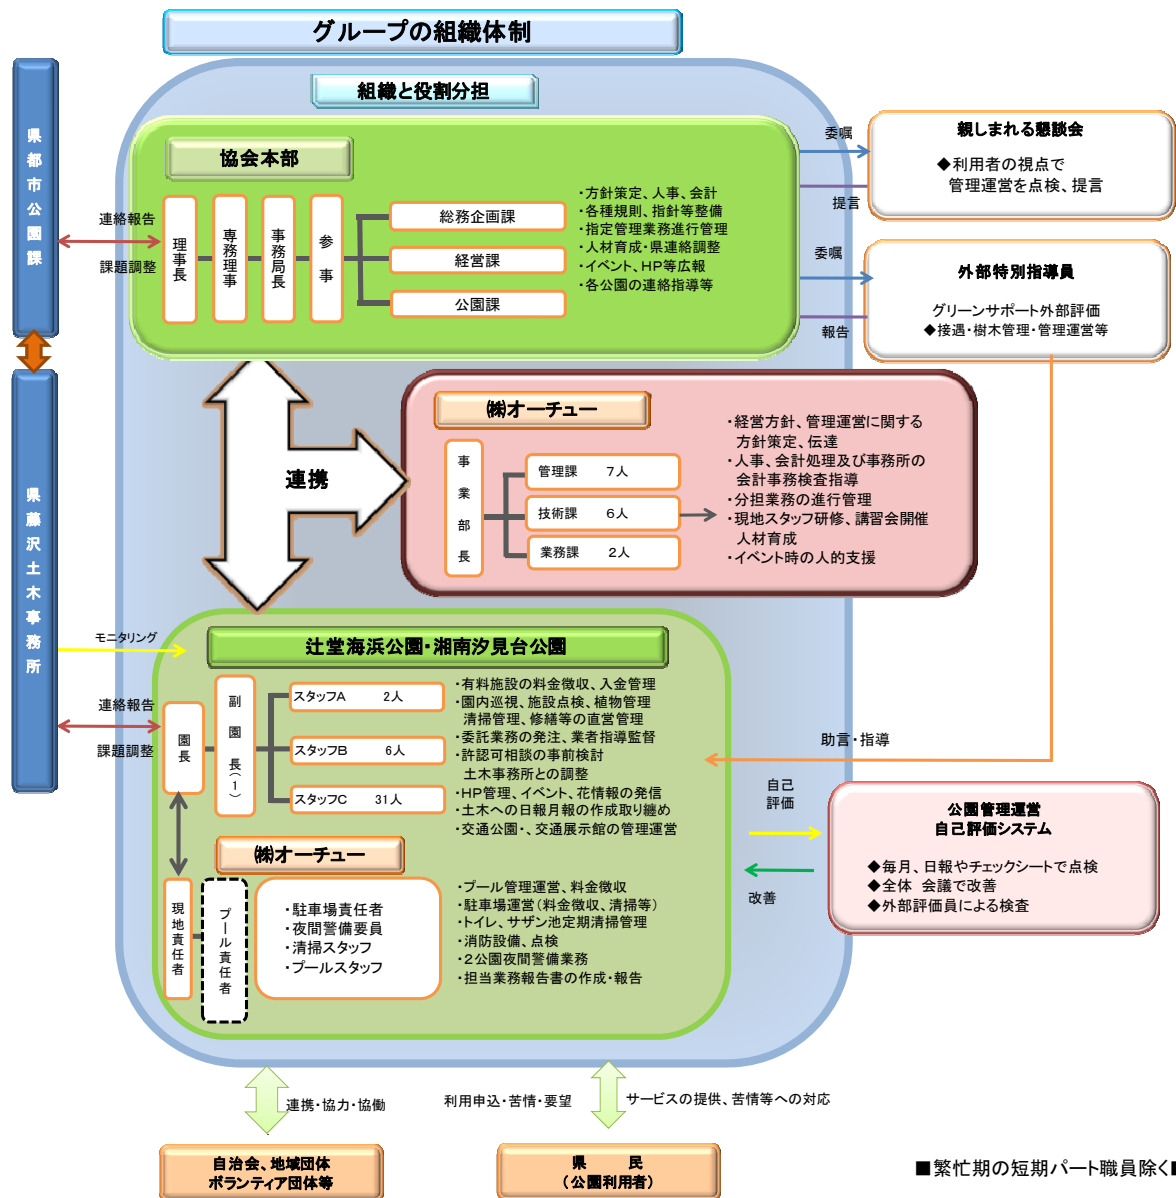 グループの組織体制
組織と役割分担
県都市公園課
県藤沢土木事務所
連絡報告
課題調整
協会本部
理事長
専務理事
事務局長
参事
総務企画課
経営課
公園課
・方針策定、人事、会計
・各種規則、指針等整備
・指定管理業務進行管理
・人材育成・県連絡調整
・イベント、HP等広報
・各公園の連絡指導等
委嘱
提言
親しまれる懇談会
◆利用者の視点で
管理運営を点検、提言
委嘱
報告
外部特別指導員
グリーンサポート外部評価
◆接遇・樹木管理・管理運営等
連携
㈱オーチュー
事業部長
管理課 7人
技術課 6人
業務課 2人
・経営方針、管理運営に関する
方針策定、伝達
・人事、会計処理及び事務所の
会計事務検査指導
・分担業務の進行管理
・現地スタッフ研修、講習会開催
人材育成
・イベント時の人的支援
モニタリング
連絡報告
課題調整
辻堂海浜公園・湘南汐見台公園
園長
副園長(1)
スタッフA 2人
スタッフB 6人
スタッフC 31人
・有料施設の料金徴収、入金管理
・園内巡視、施設点検、植物管理
清掃管理、修繕等の直営管理
・委託業務の発注、業者指導監督
・許認可相談の事前検討
土木事務所との調整
・HP管理、イベント、花情報の発信
・土木への日報月報の作成取り纏め
・交通公園・、交通展示館の管理運営
㈱オーチュー
現地責任者
プール責任者
・駐車場責任者
・夜間警備要員
・清掃スタッフ
・プールスタッフ
・プール管理運営、料金徴収
・駐車場運営(料金徴収、清掃等)
・トイレ、サザン池定期清掃管理
・消防設備、点検
・2公園夜間警備業務
・担当業務報告書の作成・報告
助言・指導
自己
評価
改善
公園管理運営
自己評価システム
◆毎月、日報やチェックシートで点検
◆全体 会議で改善
◆外部評価員による検査
連携・協力・協働
利用申込・苦情・要望
サービスの提供、苦情等への対応
自治会、地域団体
ボランティア団体等
県 民
(公園利用者)
■繁忙期の短期パート職員除く■